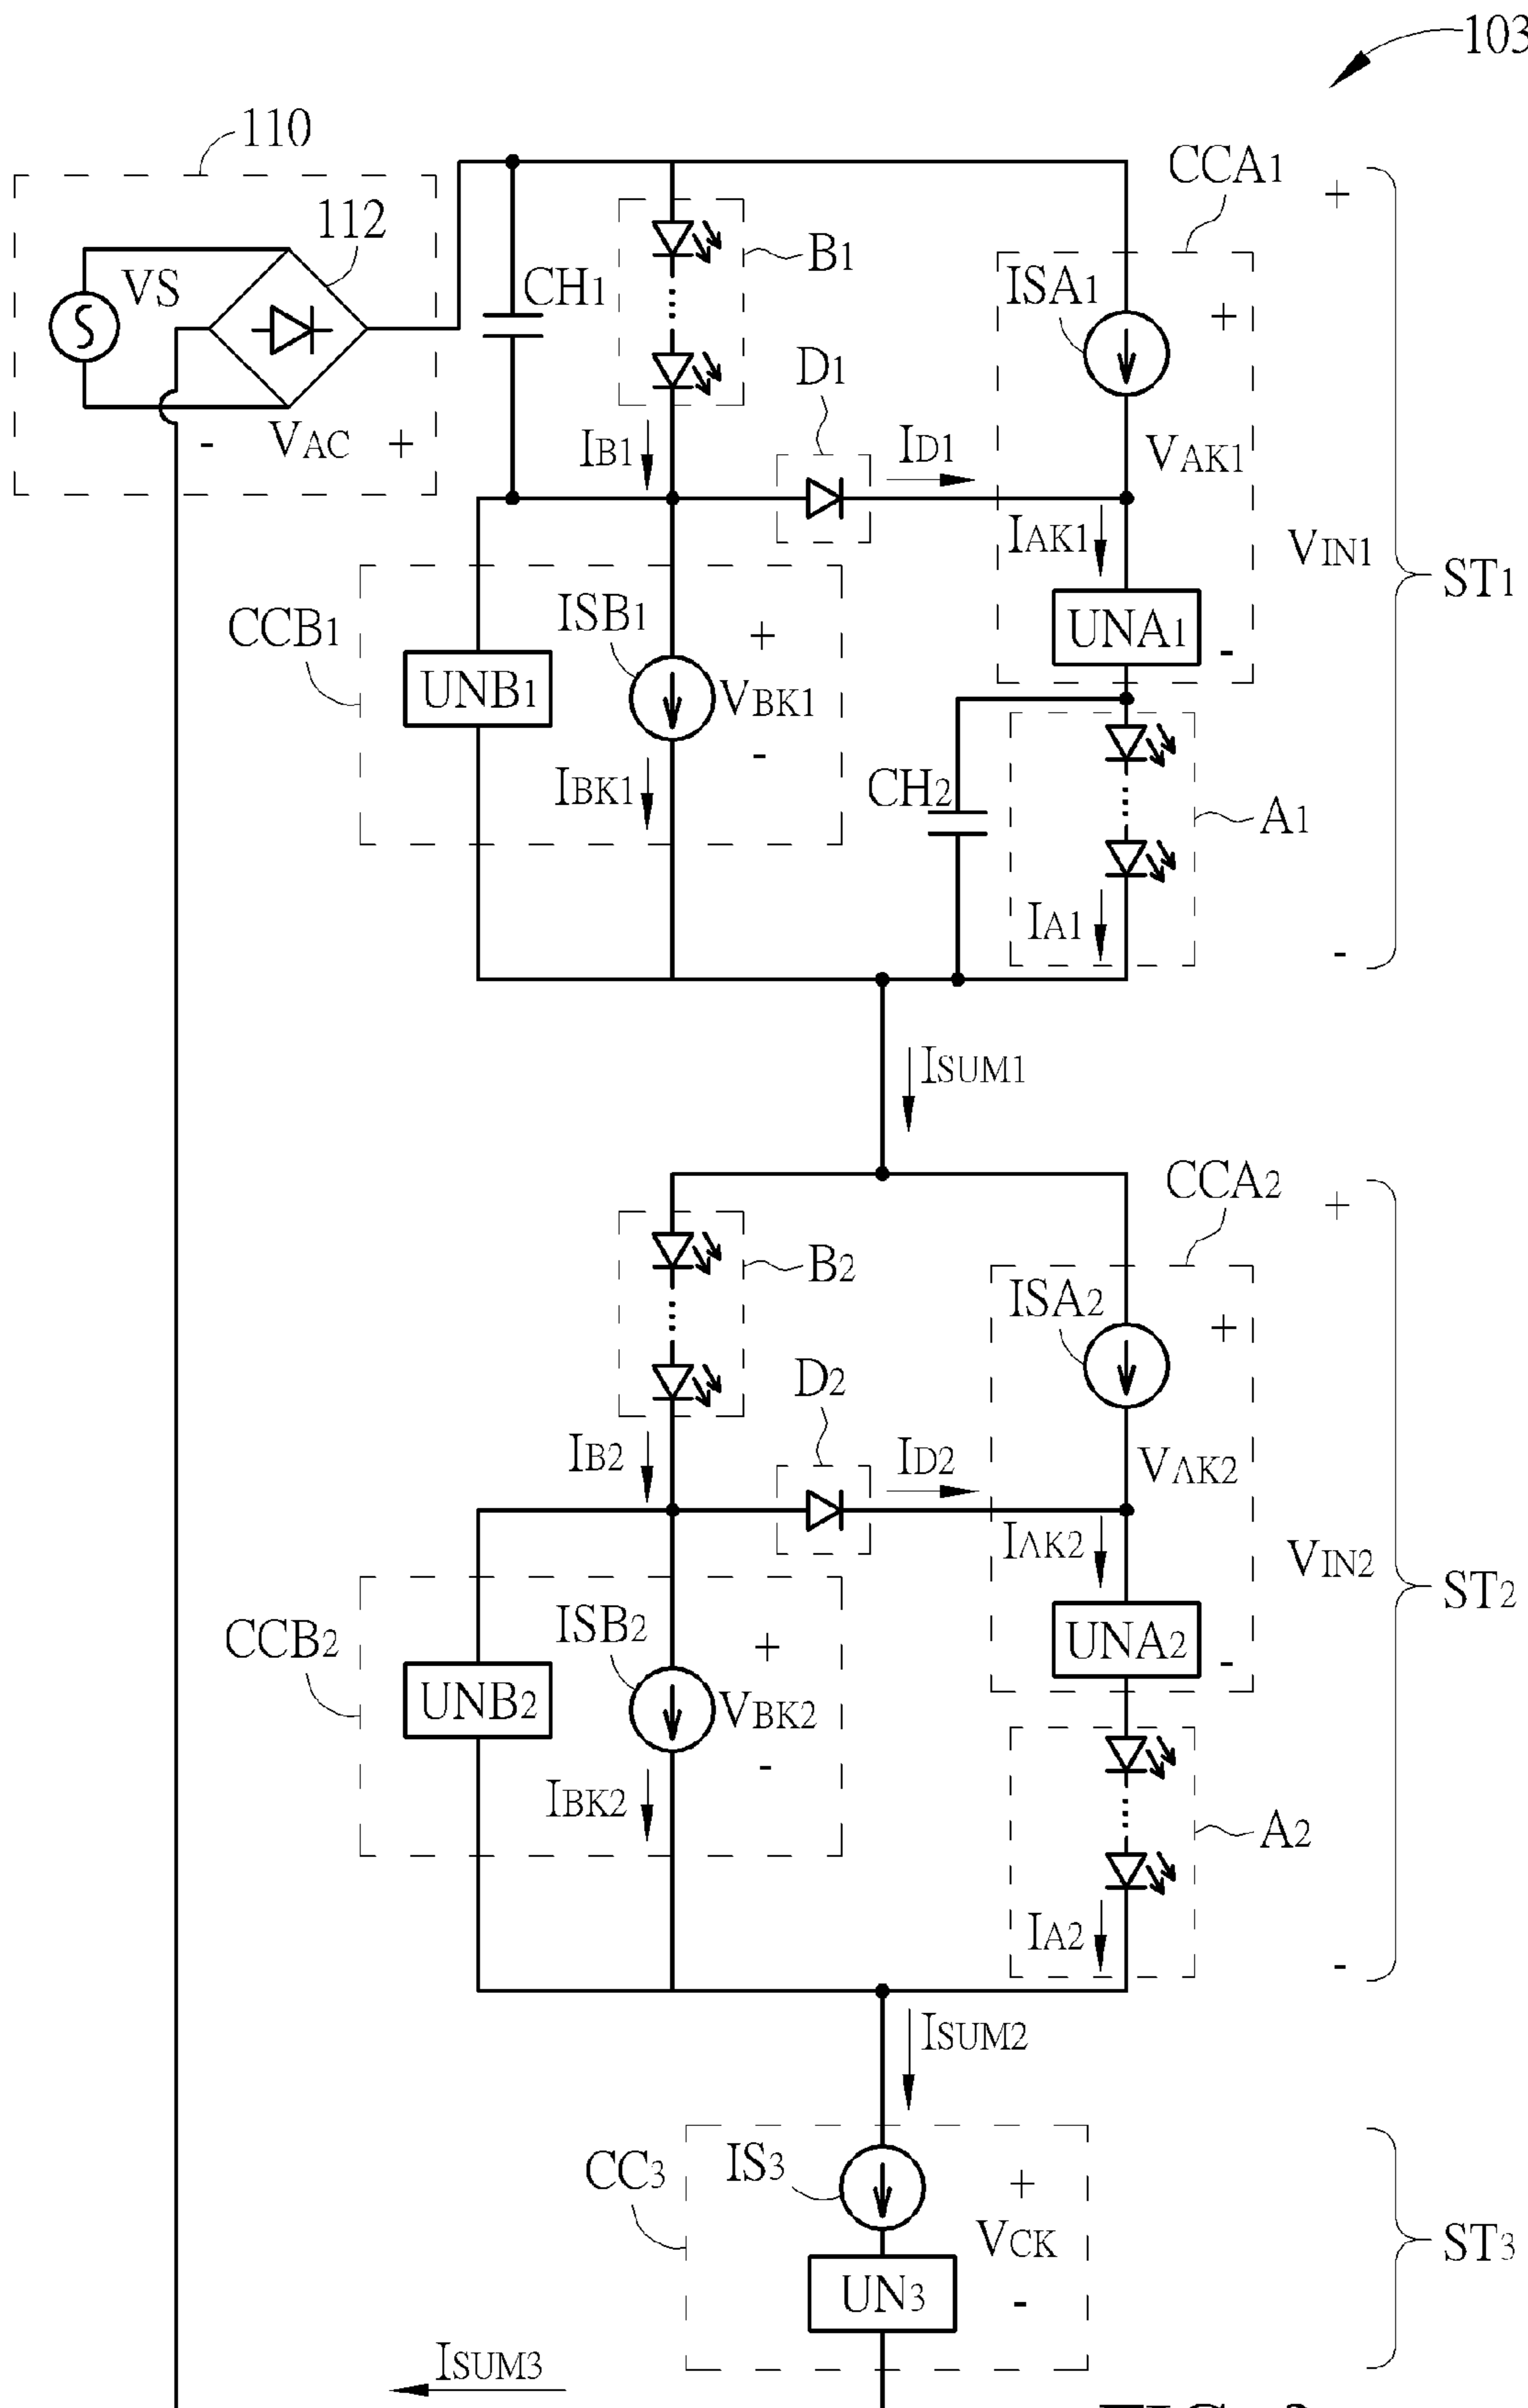 103
110
CCA1
+
112
VS
CH1
B1
ISA1
+
D1
- VAC +
IB1
ID1
VAK1
IAK1
VIN1
ST1
CCB1
ISB1
+
UNA1
-
UNB1
VBK1
-
IBK1
CH2
A1
IA1
-
ISUM1
CCA2
+
B2
ISA2
+
D2
IB2
ID2
VAK2
IAK2
VIN2
ST2
CCB2
ISB2
+
UNA2
-
UNB2
VBK2
-
IBK2
A2
IA2
-
ISUM2
CC3
IS3
+
VCK
ST3
UN3
-
ISUM3